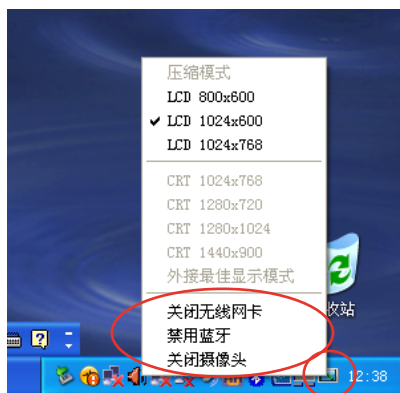 压缩模式
LCD 800x600
LCD 1024x600
LCD 1024x768
CRT 1024x768
CRT 1280x720
CRT 1280x1024
CRT 1440x900
外接最佳显示模式
关闭无线网卡
禁用蓝牙
关闭摄像头
收站
12:38